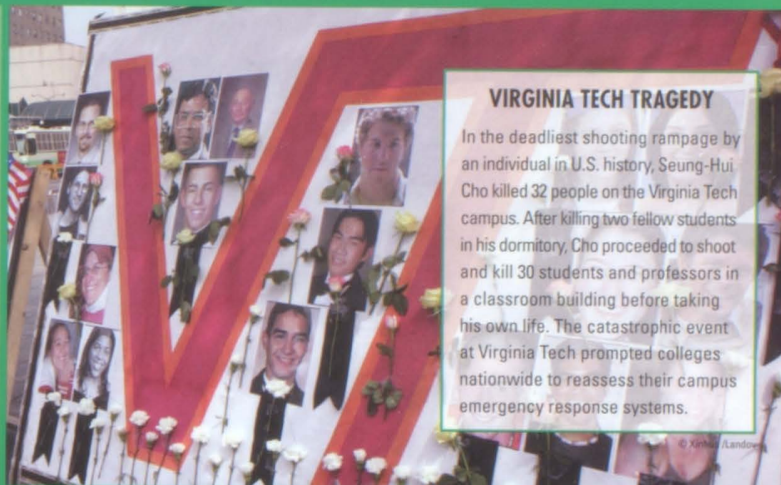 VIRGINIA TECH TRAGEDY
In the deadliest shooting rampage by
an individual in U.S. history, Seung-Hui
Cho killed 32 people on the Virginia Tech
campus. After killing two fellow students
in his dormitory, Cho proceeded to shoot
and kill 30 students and professors in
a classroom building before taking
his own life. The catastrophic event
at Virginia Tech prompted colleges
nationwide to reassess their campus
emergency response systems.
© Xinhua /Landov